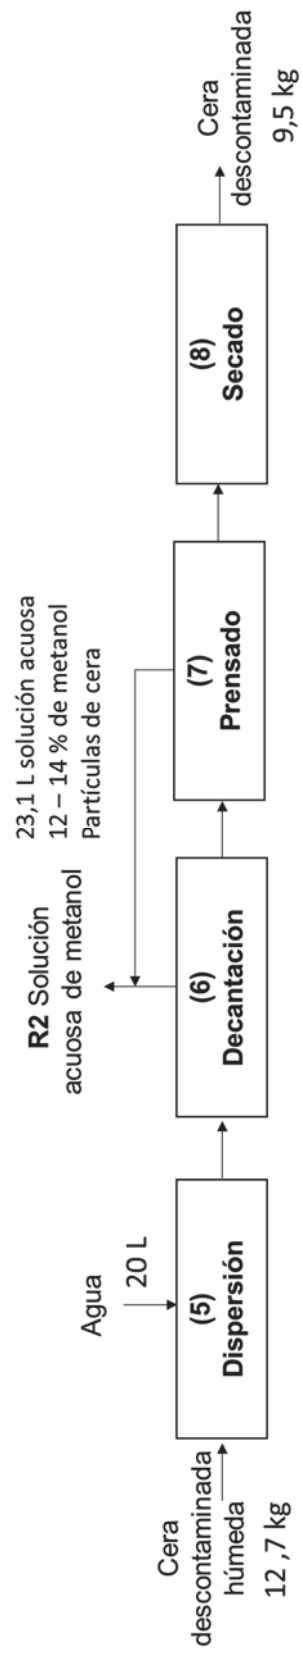 Cera
descontaminada
húmeda
12 ,7 kg
Agua
20 L
(5)
Dispersión
R2 Solución
acuosa de metanol
23,1 L solución acuosa
12 – 14 % de metanol
Partículas de cera
(6)
Decantación
(7)
Prensado
(8)
Secado
Cera
descontaminada
9,5 kg